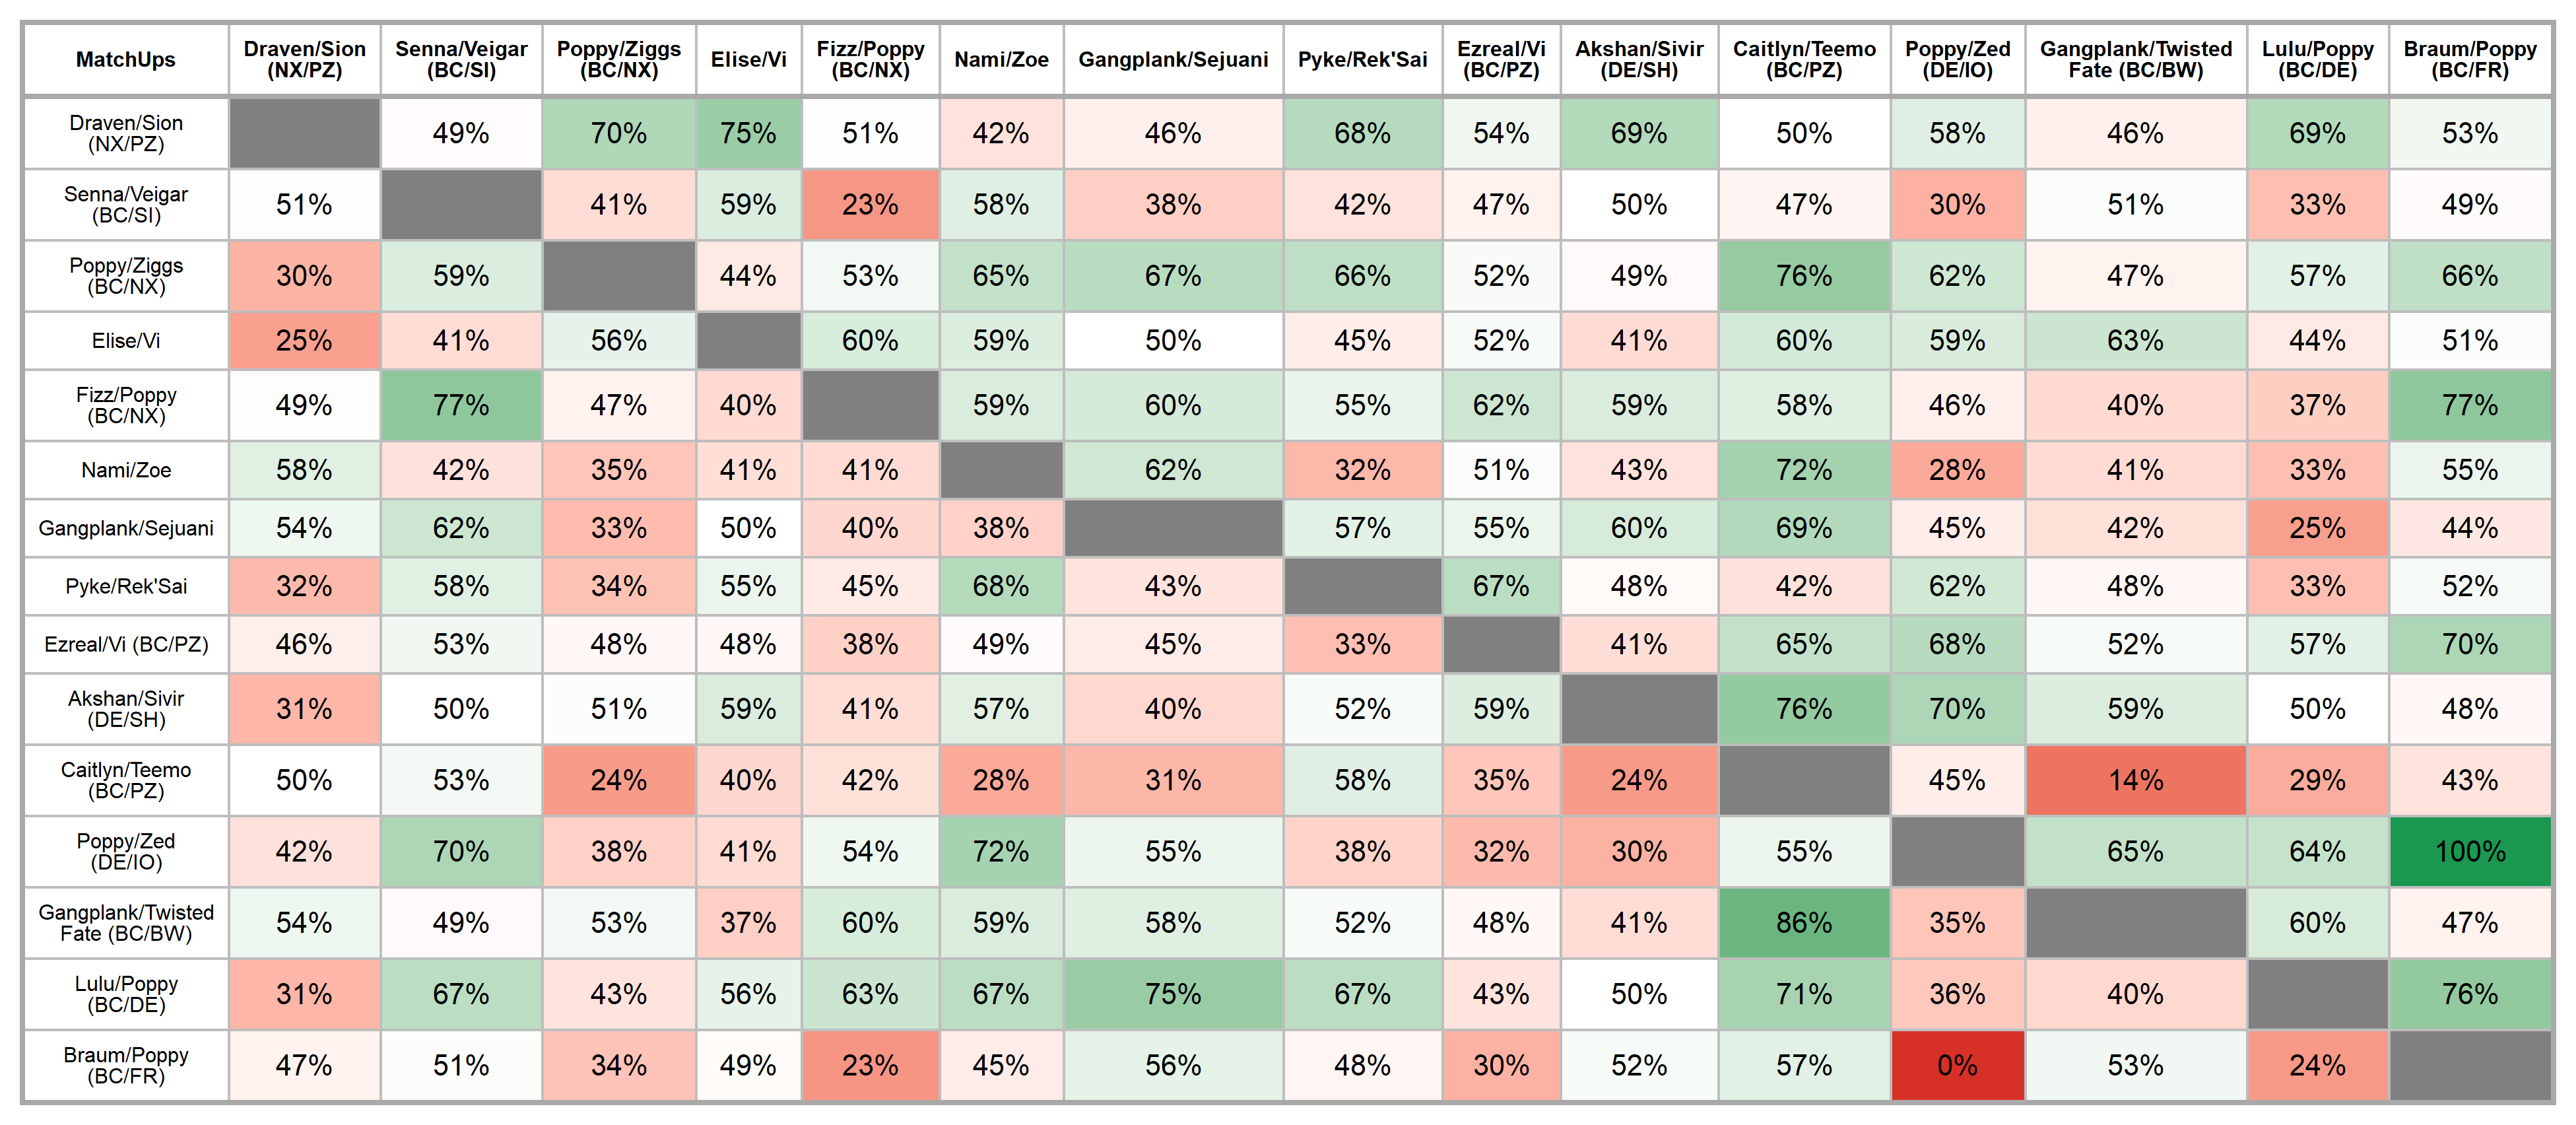 MatchUps Draven/Sion (NX/PZ) Senna/Veigar (BC/SI) Poppy/Ziggs (BC/NX) Elise/Vi Fizz/Poppy (BC/NX) Nami/Zoe Gangplank/Sejuani Pyke/Rek'Sai Ezreal/Vi (BC/PZ) Akshan/Sivir (DE/SH) Caitlyn/Teemo (BC/PZ) Poppy/Zed (DE/IO) Gangplank/Twisted Fate (BC/BW) Lulu/Poppy (BC/DE) Braum/Poppy (BC/FR)
Draven/Sion (NX/PZ) 49% 70% 75% 51% 42% 46% 68% 54% 69% 50% 58% 46% 69% 53%
Senna/Veigar (BC/SI) 51% 41% 59% 23% 58% 38% 42% 47% 50% 47% 30% 51% 33% 49%
Poppy/Ziggs (BC/NX) 30% 59% 44% 53% 65% 67% 66% 52% 49% 76% 62% 47% 57% 66%
Elise/Vi 25% 41% 56% 60% 59% 50% 45% 52% 41% 60% 59% 63% 44% 51%
Fizz/Poppy (BC/NX) 49% 77% 47% 40% 59% 60% 55% 62% 59% 58% 46% 40% 37% 77%
Nami/Zoe 58% 42% 35% 41% 41% 62% 32% 51% 43% 72% 28% 41% 33% 55%
Gangplank/Sejuani 54% 62% 33% 50% 40% 38% 57% 55% 60% 69% 45% 42% 25% 44%
Pyke/Rek'Sai 32% 58% 34% 55% 45% 68% 43% 67% 48% 42% 62% 48% 33% 52%
Ezreal/Vi (BC/PZ) 46% 53% 48% 48% 38% 49% 45% 33% 41% 65% 68% 52% 57% 70%
Akshan/Sivir (DE/SH) 31% 50% 51% 59% 41% 57% 40% 52% 59% 76% 70% 59% 50% 48%
Caitlyn/Teemo (BC/PZ) 50% 53% 24% 40% 42% 28% 31% 58% 35% 24% 45% 14% 29% 43%
Poppy/Zed (DE/IO) 42% 70% 38% 41% 54% 72% 55% 38% 32% 30% 55% 65% 64% 100%
Gangplank/Twisted Fate (BC/BW) 54% 49% 53% 37% 60% 59% 58% 52% 48% 41% 86% 35% 60% 47%
Lulu/Poppy (BC/DE) 31% 67% 43% 56% 63% 67% 75% 67% 43% 50% 71% 36% 40% 76%
Braum/Poppy (BC/FR) 47% 51% 34% 49% 23% 45% 56% 48% 30% 52% 57% 0% 53% 24%